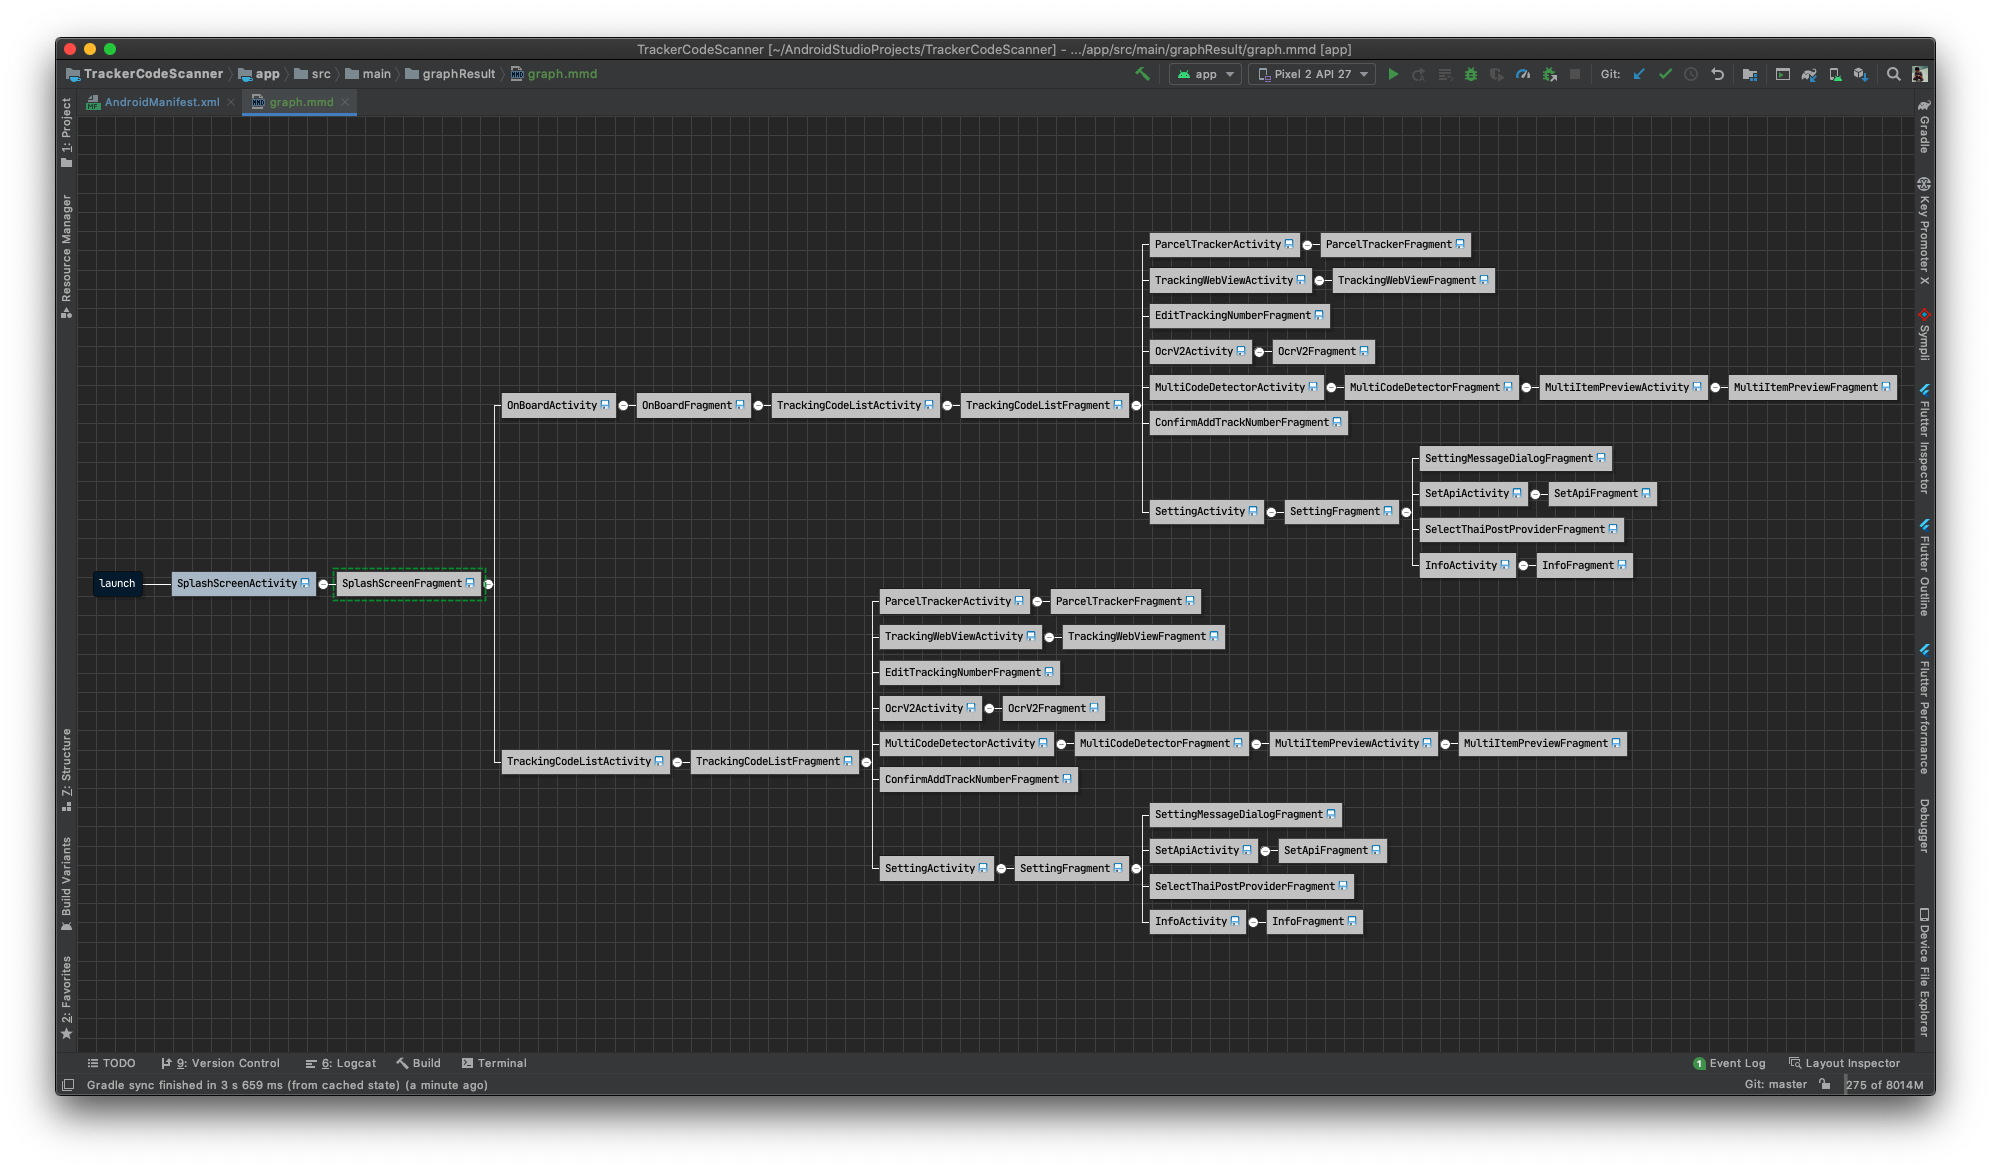 TrackerCodeScanner [~/AndroidStudioProjects/TrackerCodeScanner] - .../app/src/main/graphResult/graph.mmd [app]
TrackerCodeScanner app src main graphResult graph.mmd
app Pixel 2 API 27 Git:
AndroidManifest.xml graph.mmd
1: Project
Resource Manager
Z: Structure
Build Variants
2: Favorites
launch
SplashScreenActivity
SplashScreenFragment
OnBoardActivity
OnBoardFragment
TrackingCodeListActivity
TrackingCodeListFragment
ParcelTrackerActivity
ParcelTrackerFragment
TrackingWebViewActivity
TrackingWebViewFragment
EditTrackingNumberFragment
OcrV2Activity
OcrV2Fragment
MultiCodeDetectorActivity
MultiCodeDetectorFragment
MultiItemPreviewActivity
MultiItemPreviewFragment
ConfirmAddTrackNumberFragment
SettingActivity
SettingFragment
SettingMessageDialogFragment
SetApiActivity
SetApiFragment
SelectThaiPostProviderFragment
InfoActivity
InfoFragment
TrackingCodeListActivity
TrackingCodeListFragment
ParcelTrackerActivity
ParcelTrackerFragment
TrackingWebViewActivity
TrackingWebViewFragment
EditTrackingNumberFragment
OcrV2Activity
OcrV2Fragment
MultiCodeDetectorActivity
MultiCodeDetectorFragment
MultiItemPreviewActivity
MultiItemPreviewFragment
ConfirmAddTrackNumberFragment
SettingActivity
SettingFragment
SettingMessageDialogFragment
SetApiActivity
SetApiFragment
SelectThaiPostProviderFragment
InfoActivity
InfoFragment
Gradle
Key Promoter X
Sympli
Flutter Inspector
Flutter Outline
Flutter Performance
Debugger
Device File Explorer
TODO 9: Version Control 6: Logcat Build Terminal 1 Event Log Layout Inspector
Gradle sync finished in 3 s 659 ms (from cached state) (a minute ago) Git: master 275 of 8014M